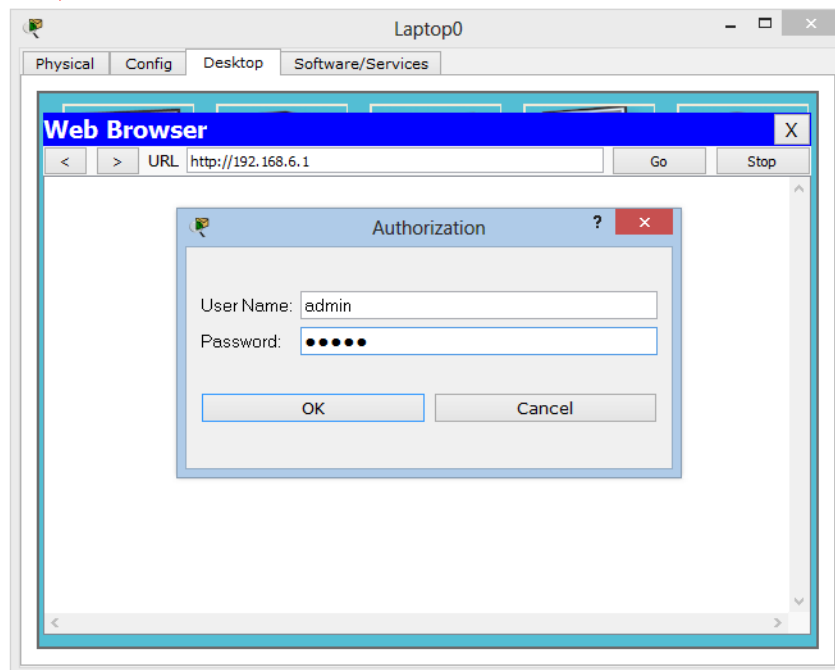 Laptop0
Physical Config Desktop Software/Services
Web Browser X
< > URL http://192.168.6.1 Go Stop
Authorization ? ×
User Name: admin
Password: ●●●●●
OK Cancel